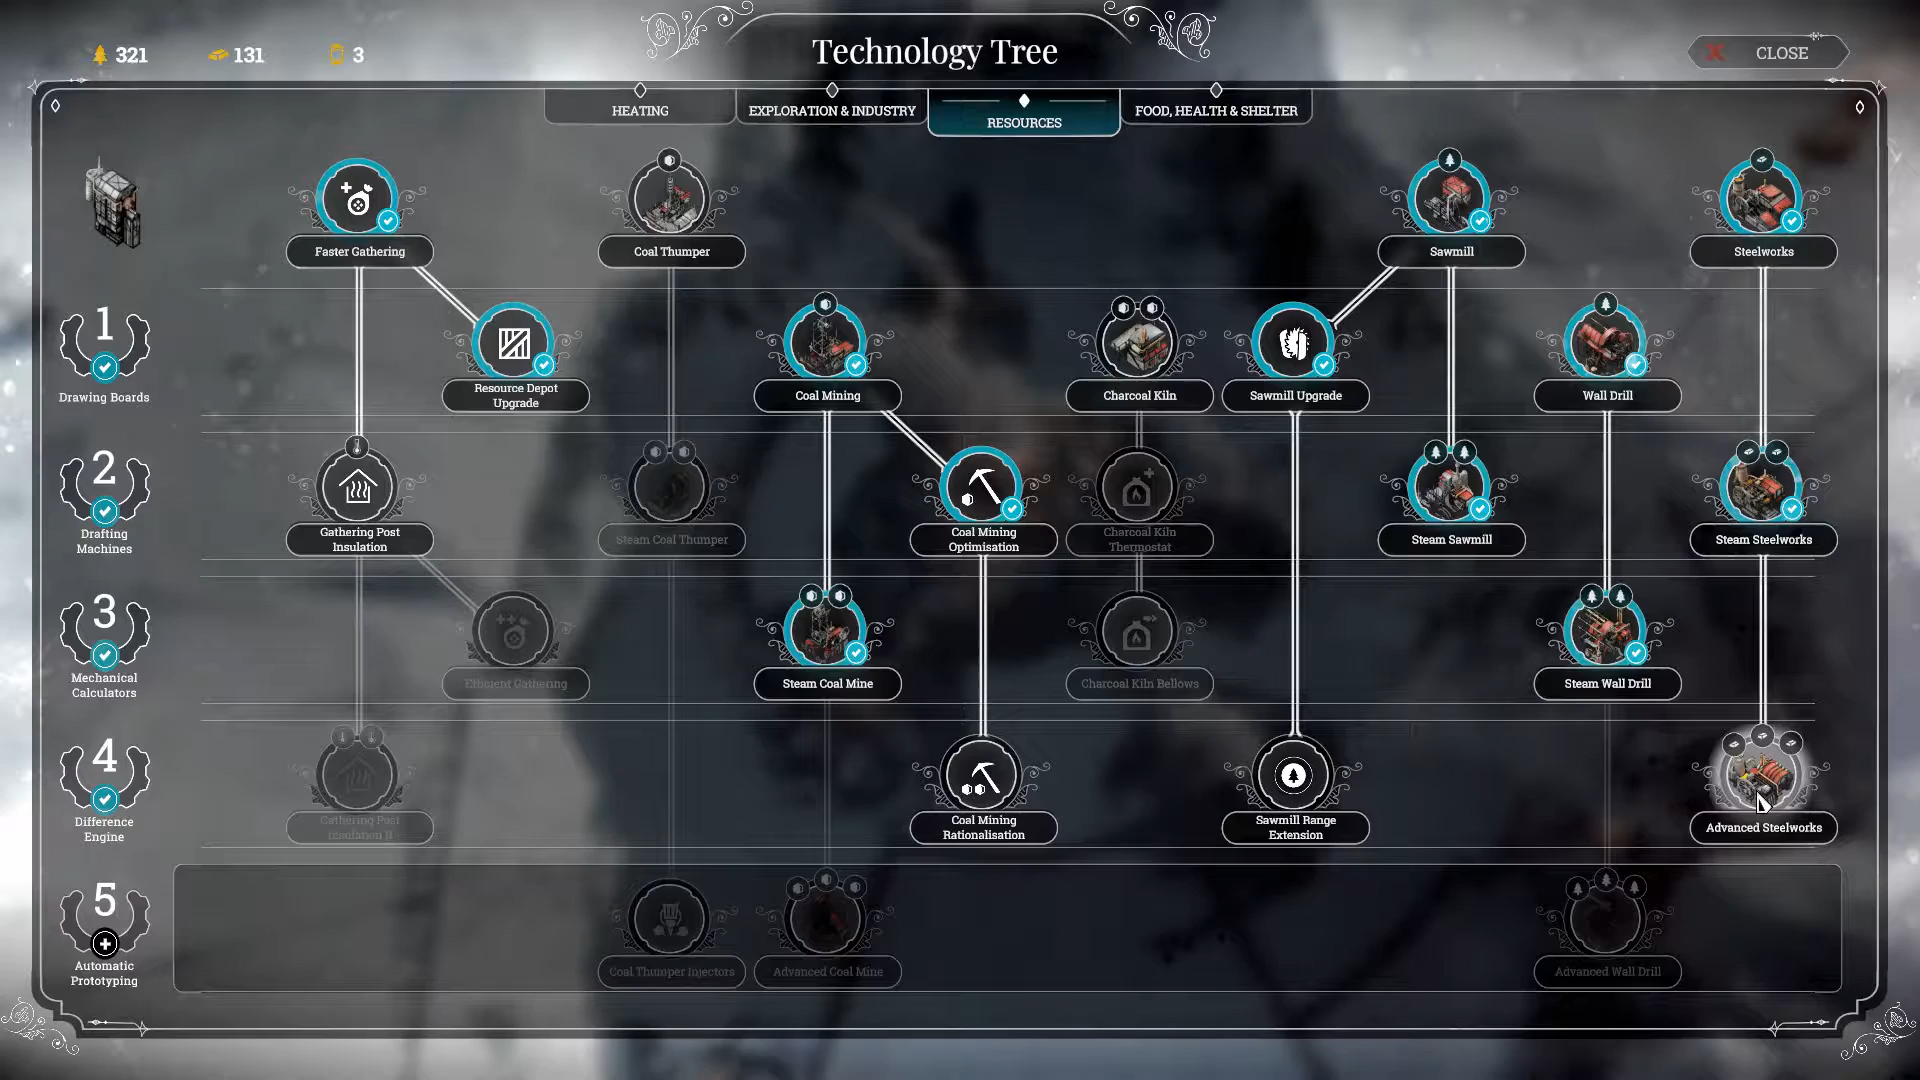 321 131 3
Technology Tree
CLOSE
HEATING
EXPLORATION & INDUSTRY
RESOURCES
FOOD, HEALTH & SHELTER
Faster Gathering
Coal Thumper
Sawmill
Steelworks
1
Drawing Boards
Resource Depot
Upgrade
Coal Mining
Charcoal Kiln
Sawmill Upgrade
Wall Drill
2
Drafting
Machines
Gathering Post
Insulation
Steam Coal Thumper
Coal Mining
Optimisation
Charcoal Kiln
Thermostat
Steam Sawmill
Steam Steelworks
3
Mechanical
Calculators
Efficient Gathering
Steam Coal Mine
Charcoal Kiln Bellows
Steam Wall Drill
4
Difference
Engine
Gathering Post
Insulation II
Coal Mining
Rationalisation
Sawmill Range
Extension
Advanced Steelworks
5
Automatic
Prototyping
Coal Thumper Injectors
Advanced Coal Mine
Advanced Wall Drill